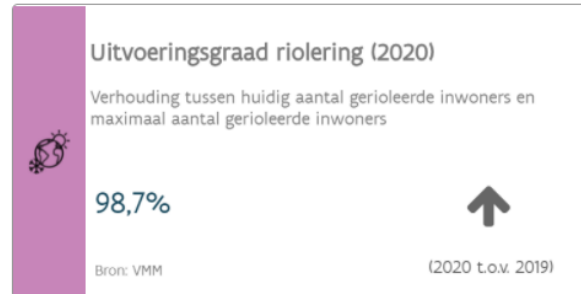 Uitvoeringsgraad riolering (2020)
Verhouding tussen huidig aantal gerioleerde inwoners en
maximaal aantal gerioleerde inwoners
98,7%
Bron: VMM
(2020 t.o.v. 2019)